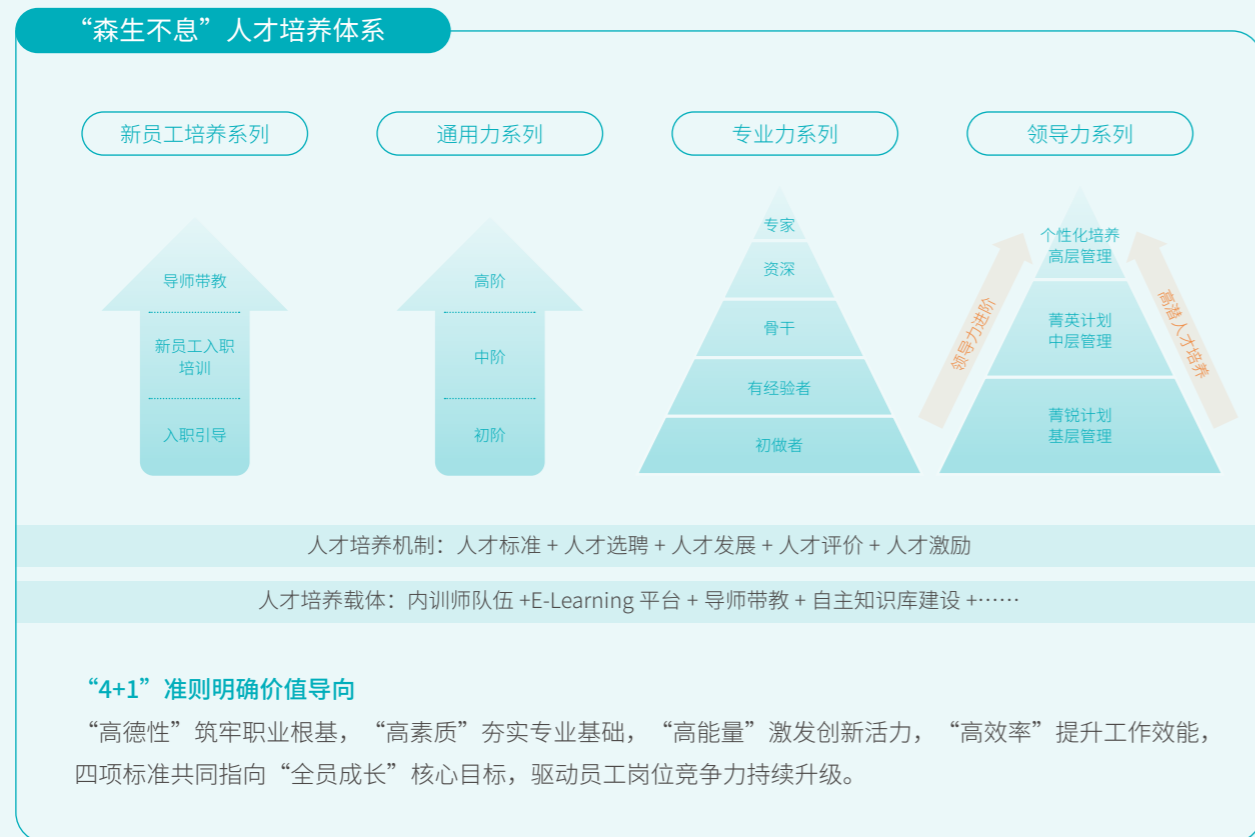 “森生不息”人才培养体系
新员工培养系列
通用力系列
专业力系列
领导力系列
导师带教
新员工入职
培训
入职引导
高阶
中阶
初阶
专家
资深
骨干
有经验者
初做者
个性化培养
高层管理
菁英计划
中层管理
菁锐计划
基层管理
领导力进阶
高潜人才培养
人才培养机制：人才标准 + 人才选聘 + 人才发展 + 人才评价 + 人才激励
人才培养载体：内训师队伍 +E-Learning 平台 + 导师带教 + 自主知识库建设 +……
“4+1”准则明确价值导向
“高德性”筑牢职业根基，“高素质”夯实专业基础，“高能量”激发创新活力，“高效率”提升工作效能，
四项标准共同指向“全员成长”核心目标，驱动员工岗位竞争力持续升级。